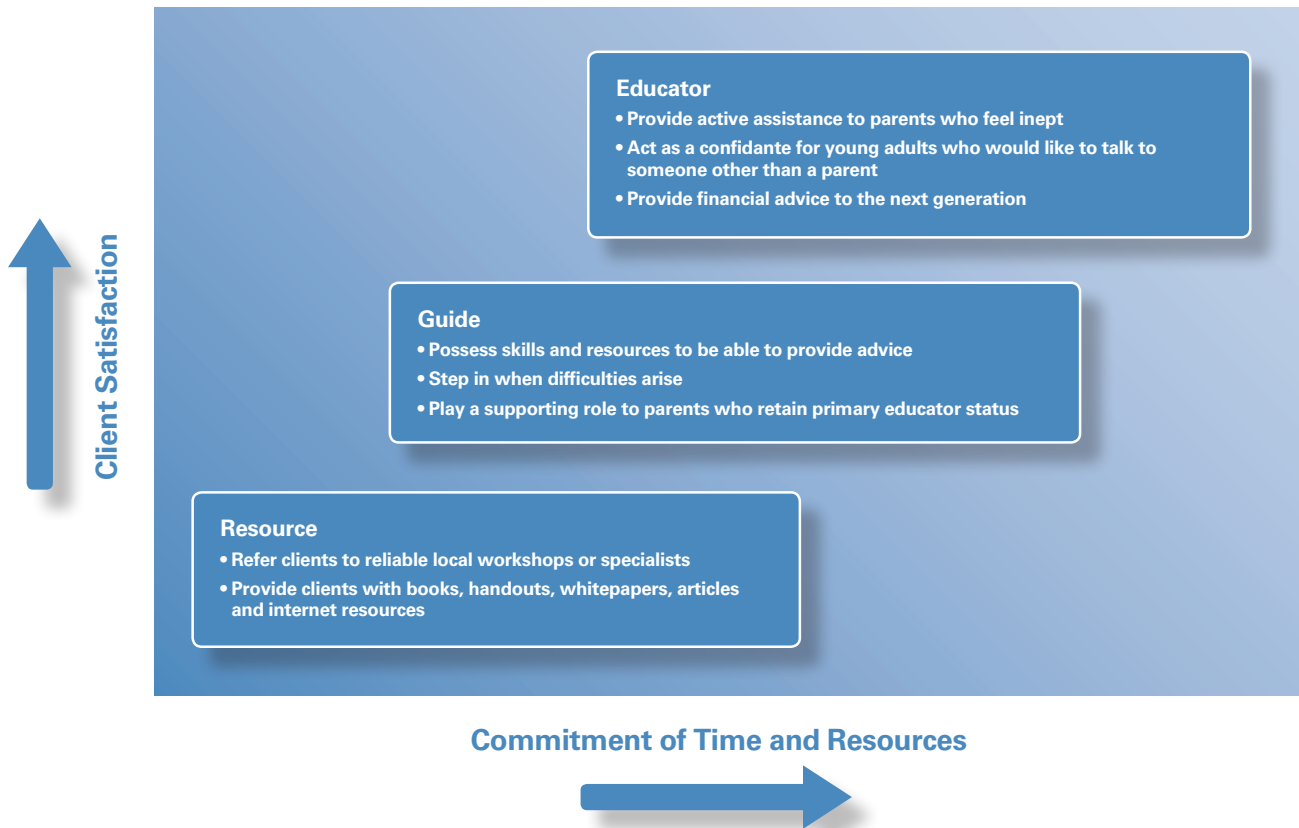 Educator
• Provide active assistance to parents who feel inept
• Act as a confidante for young adults who would like to talk to
someone other than a parent
• Provide financial advice to the next generation
Client Satisfaction
Guide
• Possess skills and resources to be able to provide advice
• Step in when difficulties arise
• Play a supporting role to parents who retain primary educator status
Resource
• Refer clients to reliable local workshops or specialists
• Provide clients with books, handouts, whitepapers, articles
and internet resources
Commitment of Time and Resources